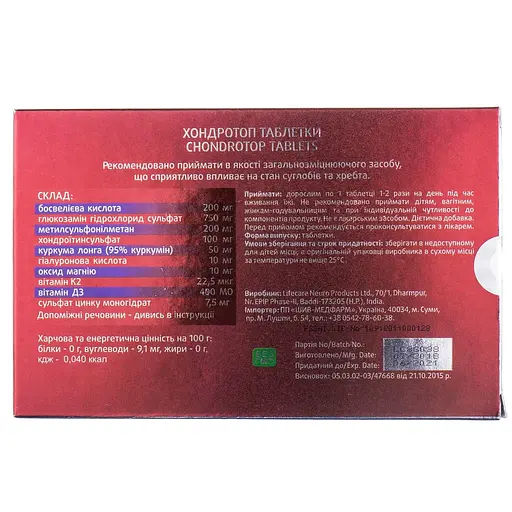 ХОНДРОТОП ТАБЛЕТКИ
CHONDROTOP TABLETS
Рекомендовано приймати в якості загальнозміцнюючого засобу,
що сприятливо впливає на стан суглобів та хребта.
СКЛАД:
босвелієва кислота 200 мг
глюкозамін гідрохлорид сульфат 750 мг
метилсульфонілметан 200 мг
хондроїтинсульфат 100 мг
куркума лонга (95% куркумін) 50 мг
гіалуронова кислота 10 мг
оксид магнію 10 мг
вітамін К2 22,5 мкг
вітамін Д3 400 МО
сульфат цинку моногідрат 7,5 мг
Допоміжні речовини - дивись в інструкції
Харчова та енергетична цінність на 100 г:
білки - 0 г, вуглеводи - 9,1 мг, жири - 0 г,
кдж - 0,040 ккал
Приймати: дорослим по 1 таблетці 1-2 рази на день під час
вживання їжі. Не рекомендовано приймати дітям, вагітним,
жінкам-годувальницям та при індивідуальній чутливості до
компонентів препарату. Не є лікарським засобом. Дієтична добавка.
Перед прийомом рекомендується проконсультуватися з лікарем.
Форма випуску: таблетки.
Умови зберігання та строк придатності: зберігати в недоступному
для дітей місці, в оригінальній упаковці виробника в сухому місці
за температури не вище 25°С.
Виробник: Lifecare Neuro Products Ltd, 70/1, Dharmpur,
Nr. EPIP Phase-II, Baddi-173205 (H.P.), India.
Імпортер: ПП «ШИВ-МЕДФАРМ», Україна, 40034, м. Суми,
пр. М. Лушпи, б. 54, тел.: +38 0542-78-60-38.
Партія No/Batch No.:
Виготовлено/Mfg. Dated 07/2018
Придатний до/Exp. Dated 06/2021
Висновок: 05.03.02-03/47668 від 21.10.2015 р.